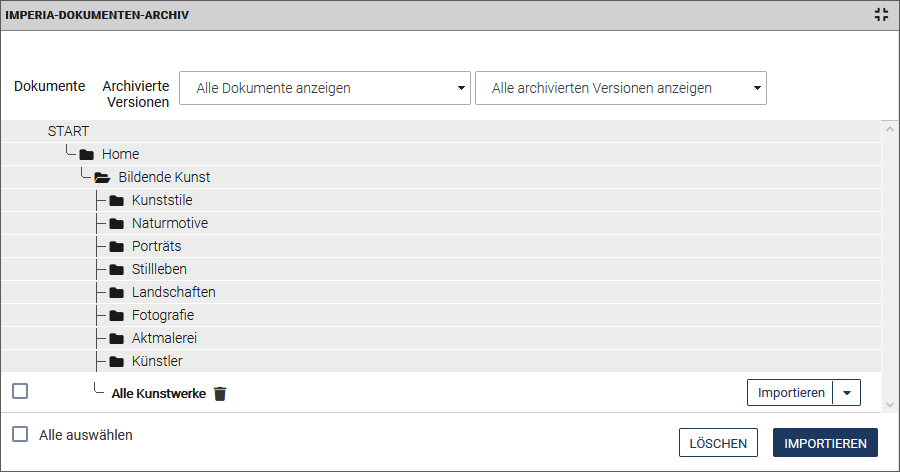 IMPERIA-DOKUMENTEN-ARCHIV
Dokumente
Archivierte
Versionen
Alle Dokumente anzeigen
Alle archivierten Versionen anzeigen
START
Home
Bildende Kunst
Kunststile
Naturmotive
Porträts
Stillleben
Landschaften
Fotografie
Aktmalerei
Künstler
Alle Kunstwerke
Importieren
Alle auswählen
LÖSCHEN
IMPORTIEREN